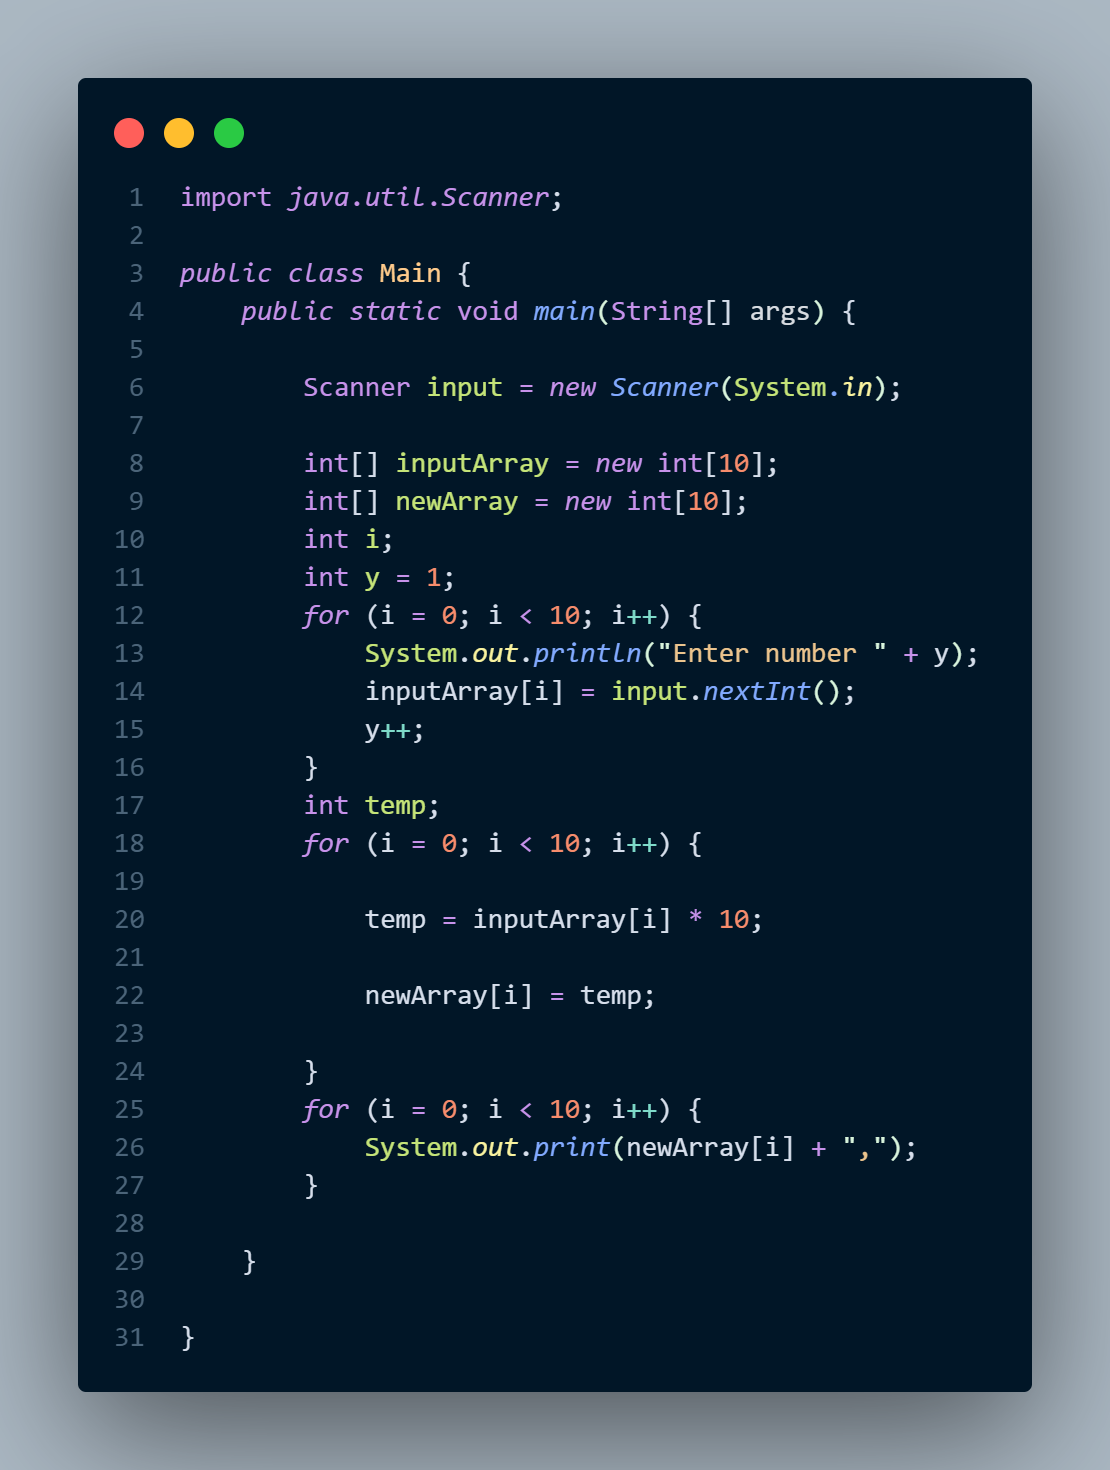 1 import java.util.Scanner;
2
3 public class Main {
4     public static void main(String[] args) {
5
6         Scanner input = new Scanner(System.in);
7
8         int[] inputArray = new int[10];
9         int[] newArray = new int[10];
10         int i;
11         int y = 1;
12         for (i = 0; i < 10; i++) {
13             System.out.println("Enter number " + y);
14             inputArray[i] = input.nextInt();
15             y++;
16         }
17         int temp;
18         for (i = 0; i < 10; i++) {
19
20             temp = inputArray[i] * 10;
21
22             newArray[i] = temp;
23
24         }
25         for (i = 0; i < 10; i++) {
26             System.out.print(newArray[i] + ",");
27         }
28
29     }
30
31 }